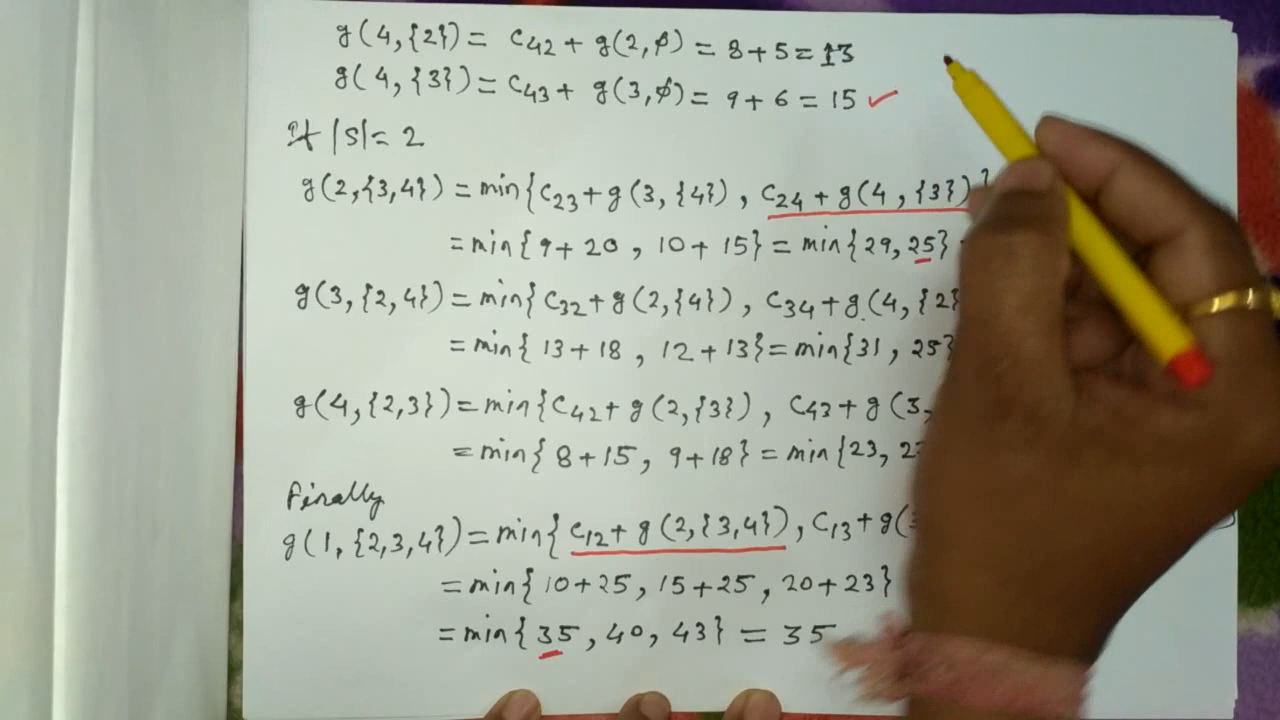 g(4,{2}) = C42 + g(2,ϕ) = 8+5 = 13
g(4,{3}) = C43 + g(3,ϕ) = 9+6 = 15 ✓
If |S| = 2
g(2,{3,4}) = min{C23+g(3,{4}), C24+g(4,{3})}
= min{9+20, 10+15} = min{29,25}
g(3,{2,4}) = min{C32+g(2,{4}), C34+g(4,{2}
= min{13+18, 12+13} = min{31, 25}
g(4,{2,3}) = min{C42+g(2,{3}), C43+g(3,
= min{8+15, 9+18} = min{23, 2
Finally
g(1,{2,3,4}) = min{C12+g(2,{3,4}), C13+g(
= min{10+25, 15+25, 20+23}
= min{35, 40, 43} = 35